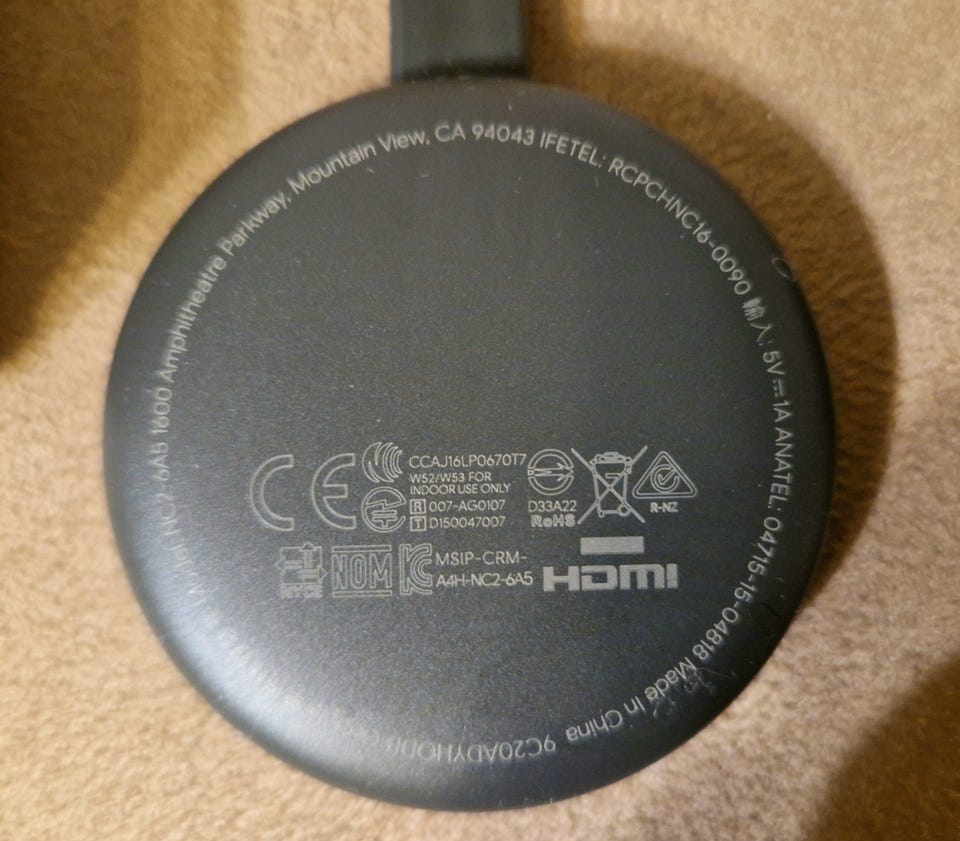 Model NC2-6A5 1600 Amphitheatre Parkway, Mountain View, CA 94043 IFETEL: RCPCHNC16-0090 輸入: 5V⎓1A ANATEL: 04715-15-04818 Made in China 9C20ADYHODD
CE
CCAJ16LP0670T7
W52/W53 FOR
INDOOR USE ONLY
R 007-AG0107
T D150047007
D33A22
RoHS
R-NZ
NYCE
NOM
MSIP-CRM-
A4H-NC2-6A5
HDMI